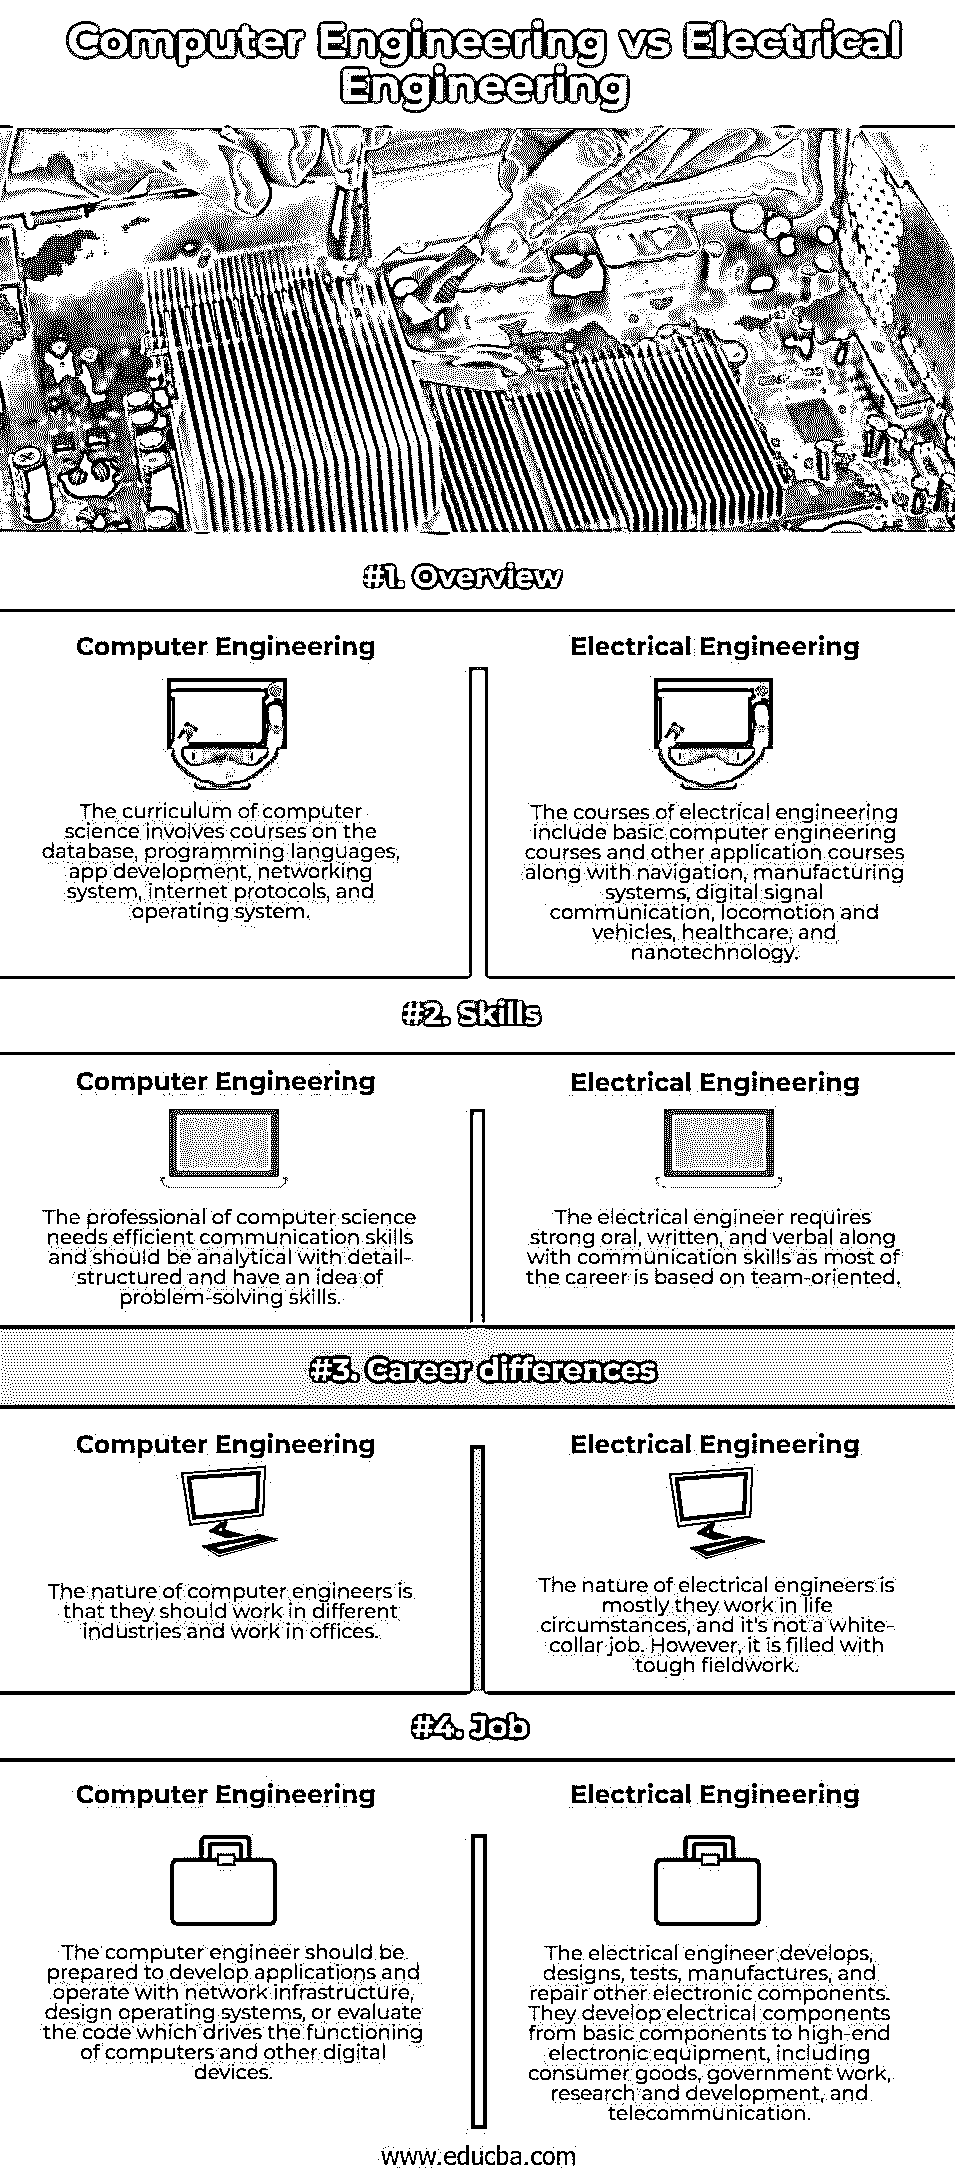 Computer Engineering vs Electrical
Engineering
#1. Overview
Computer Engineering
The curriculum of computer
science involves courses on the
database, programming languages,
app development, networking
system, internet protocols, and
operating system.
Electrical Engineering
The courses of electrical engineering
include basic computer engineering
courses and other application courses
along with navigation, manufacturing
systems, digital signal
communication, locomotion and
vehicles, healthcare, and
nanotechnology.
#2. Skills
Computer Engineering
The professional of computer science
needs efficient communication skills
and should be analytical with detail-
structured and have an idea of
problem-solving skills.
Electrical Engineering
The electrical engineer requires
strong oral, written, and verbal along
with communication skills as most of
the career is based on team-oriented.
#3. Career differences
Computer Engineering
The nature of computer engineers is
that they should work in different
industries and work in offices.
Electrical Engineering
The nature of electrical engineers is
mostly they work in life
circumstances, and it's not a white-
collar job. However, it is filled with
tough fieldwork.
#4. Job
Computer Engineering
The computer engineer should be
prepared to develop applications and
operate with network infrastructure,
design operating systems, or evaluate
the code which drives the functioning
of computers and other digital
devices.
Electrical Engineering
The electrical engineer develops,
designs, tests, manufactures, and
repair other electronic components.
They develop electrical components
from basic components to high-end
electronic equipment, including
consumer goods, government work,
research and development, and
telecommunication.
www.educba.com